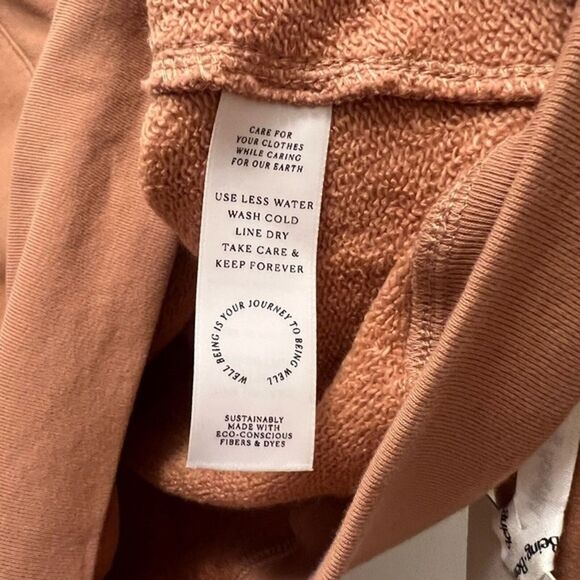 CARE FOR
YOUR CLOTHES
WHILE CARING
FOR OUR EARTH
USE LESS WATER
WASH COLD
LINE DRY
TAKE CARE &
KEEP FOREVER
WELL BEING IS YOUR JOURNEY TO BEING WELL
SUSTAINABLY
MADE WITH
ECO-CONSCIOUS
FIBERS & DYES
Being